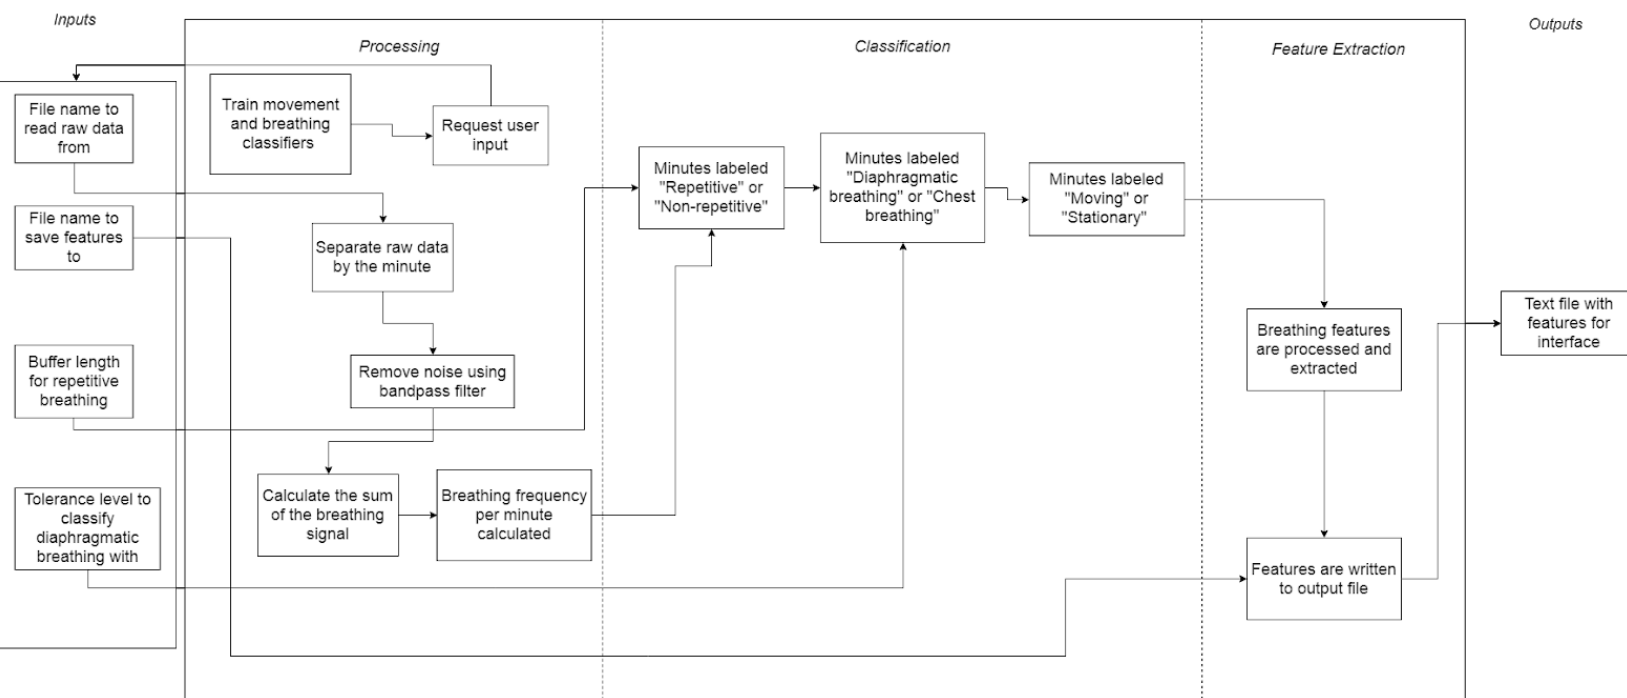 Inputs
Processing
Classification
Feature Extraction
Outputs
File name to
read raw data
from
File name to
save features
to
Buffer length
for repetitive
breathing
Tolerance level to
classify
diaphragmatic
breathing with
Train movement
and breathing
classifiers
Request user
input
Separate raw data
by the minute
Remove noise using
bandpass filter
Calculate the sum
of the breathing
signal
Breathing frequency
per minute
calculated
Minutes labeled
"Repetitive" or
"Non-repetitive"
Minutes labeled
"Diaphragmatic
breathing" or "Chest
breathing"
Minutes labeled
"Moving" or
"Stationary"
Breathing features
are processed and
extracted
Features are written
to output file
Text file with
features for
interface